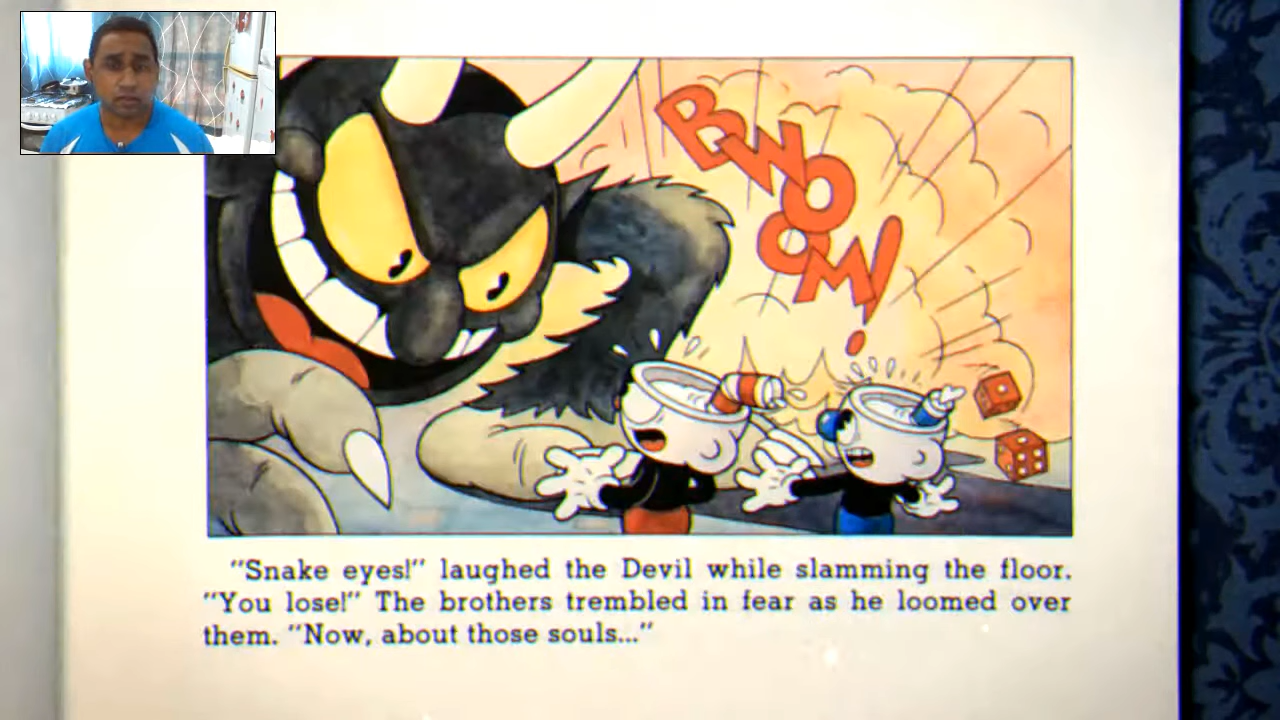 BWOOM!
"Snake eyes!" laughed the Devil while slamming the floor.
"You lose!" The brothers trembled in fear as he loomed over
them. "Now, about those souls..."